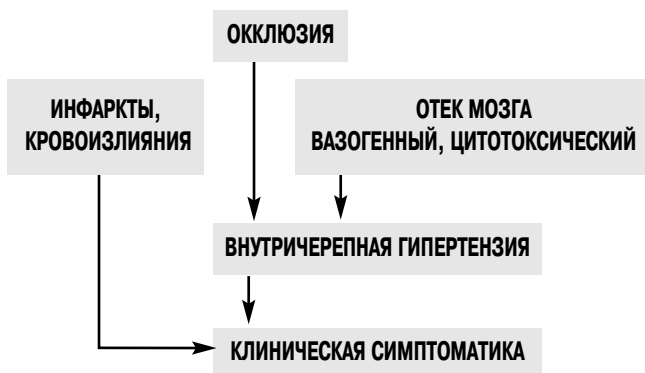 ОККЛЮЗИЯ
ИНФАРКТЫ,
КРОВОИЗЛИЯНИЯ
ОТЕК МОЗГА
ВАЗОГЕННЫЙ, ЦИТОТОКСИЧЕСКИЙ
ВНУТРИЧЕРЕПНАЯ ГИПЕРТЕНЗИЯ
КЛИНИЧЕСКАЯ СИМПТОМАТИКА